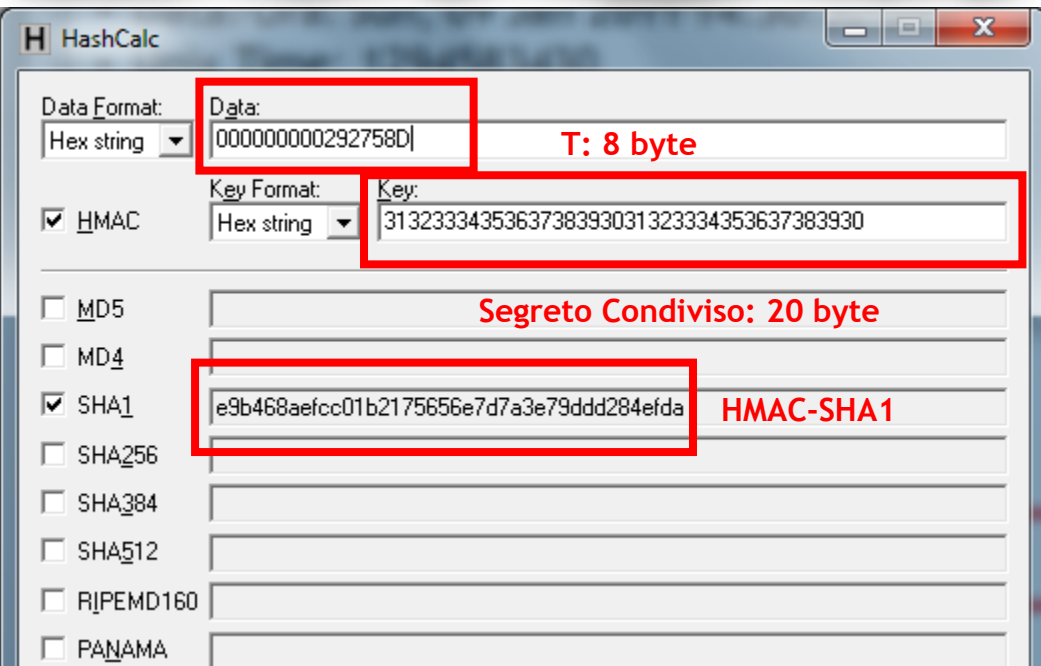 HashCalc
Data Format: Data:
Hex string 000000000292758D T: 8 byte
Key Format: Key:
HMAC Hex string 3132333435363738393031323334353637383930
MD5 Segreto Condiviso: 20 byte
MD4
SHA1 e9b468aefcc01b2175656e7d7a3e79ddd284efda HMAC-SHA1
SHA256
SHA384
SHA512
RIPEMD160
PANAMA